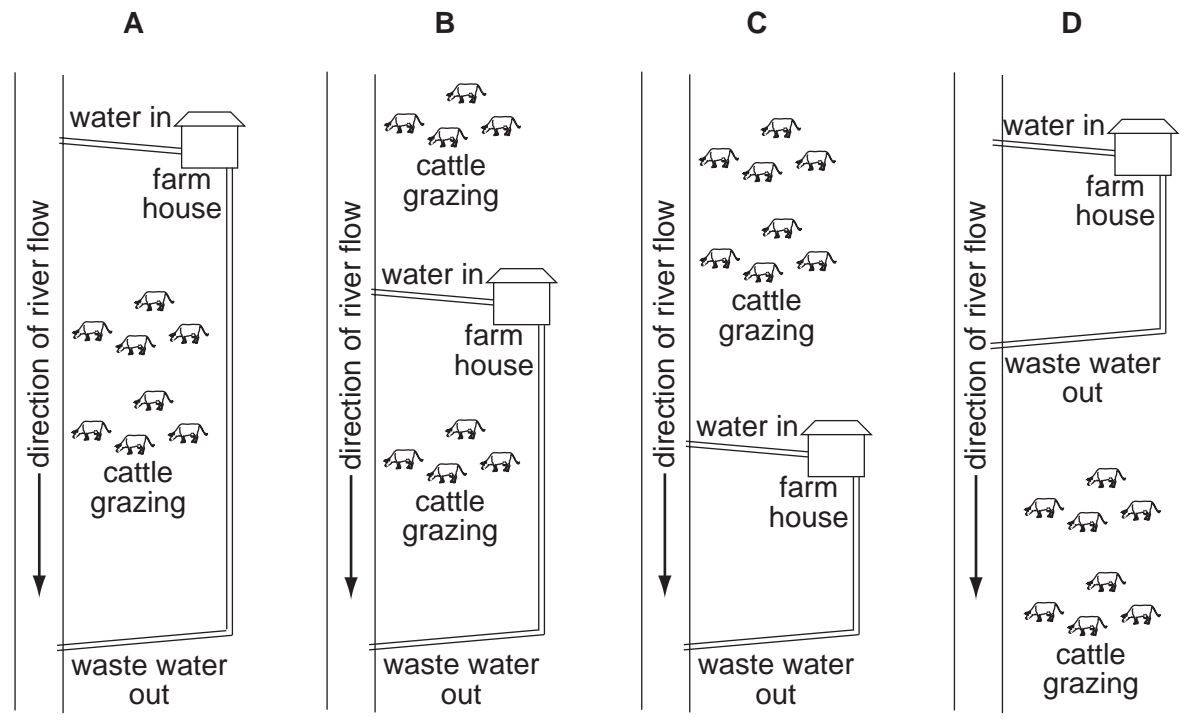 A
water in
farm
house
direction of river flow
cattle
grazing
waste water
out
B
cattle
grazing
water in
farm
house
direction of river flow
cattle
grazing
waste water
out
C
cattle
grazing
direction of river flow
water in
farm
house
waste water
out
D
water in
farm
house
direction of river flow
waste water
out
cattle
grazing